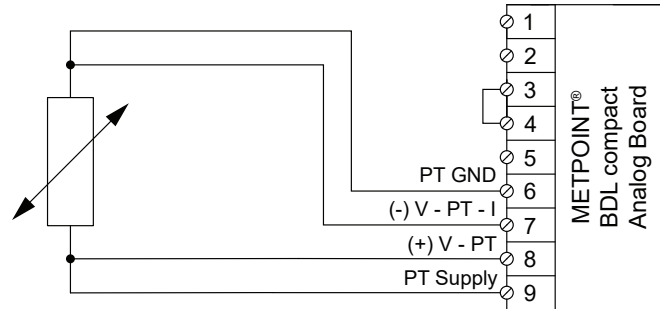 1
2
3
4
5
PT GND
6
(-) V - PT - I
7
(+) V - PT
8
PT Supply
9
METPOINT®
BDL compact
Analog Board